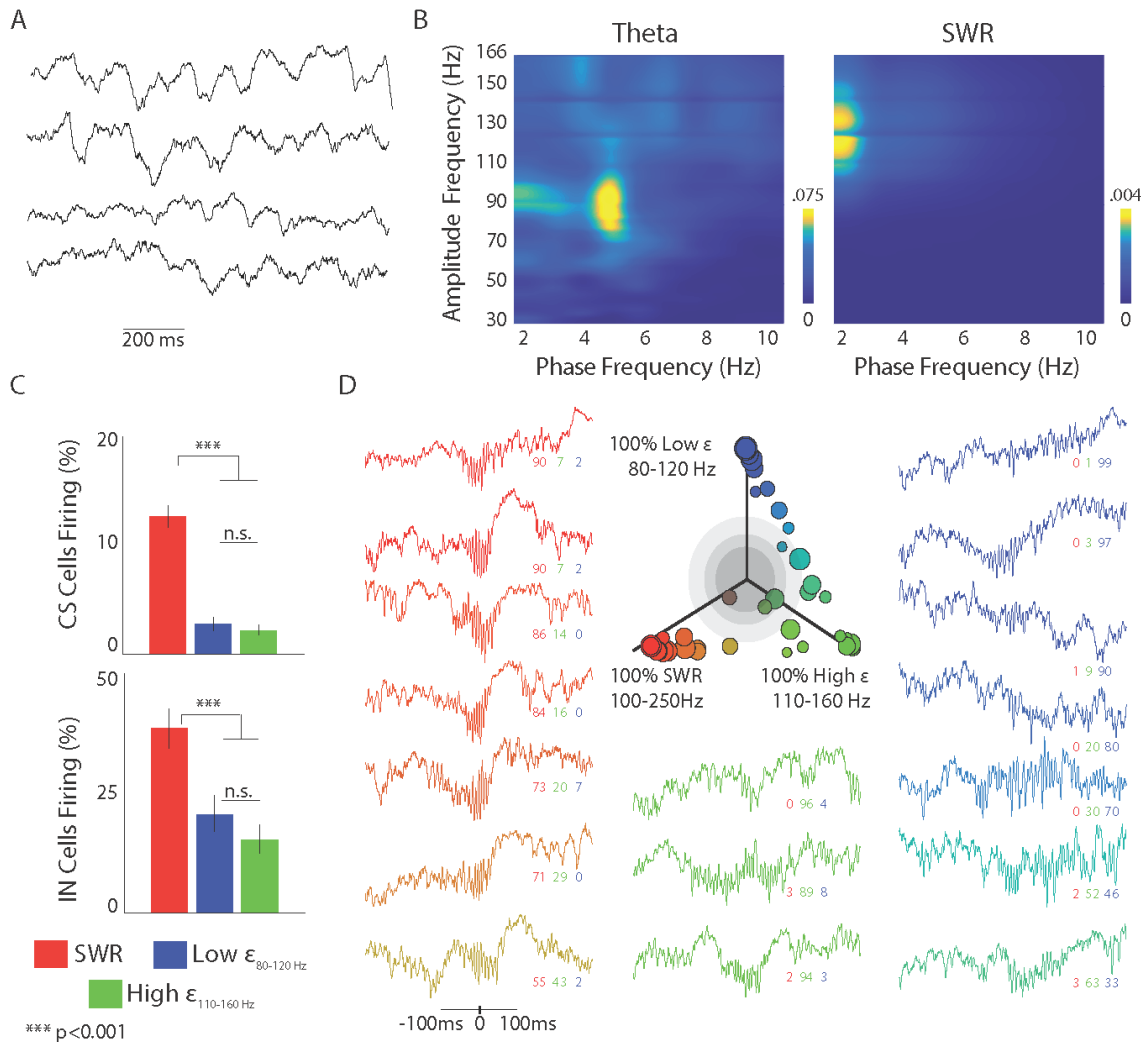 A
200 ms
B
Theta
SWR
Amplitude Frequency (Hz)
166
150
130
110
90
70
50
30
2 4 6 8 10
Phase Frequency (Hz)
.075
0
2 4 6 8 10
Phase Frequency (Hz)
.004
0
C
CS Cells Firing (%)
20
10
0
***
n.s.
IN Cells Firing (%)
50
25
0
***
n.s.
SWR
Low ε80-120 Hz
High ε110-160 Hz
*** p<0.001
D
90 7 2
90 7 2
86 14 0
84 16 0
73 20 7
71 29 0
55 43 2
-100ms 0 100ms
100% Low ε
80-120 Hz
100% SWR
100-250Hz
100% High ε
110-160 Hz
0 96 4
3 89 8
2 94 3
0 1 99
0 3 97
1 9 90
0 20 80
0 30 70
2 52 46
3 63 33